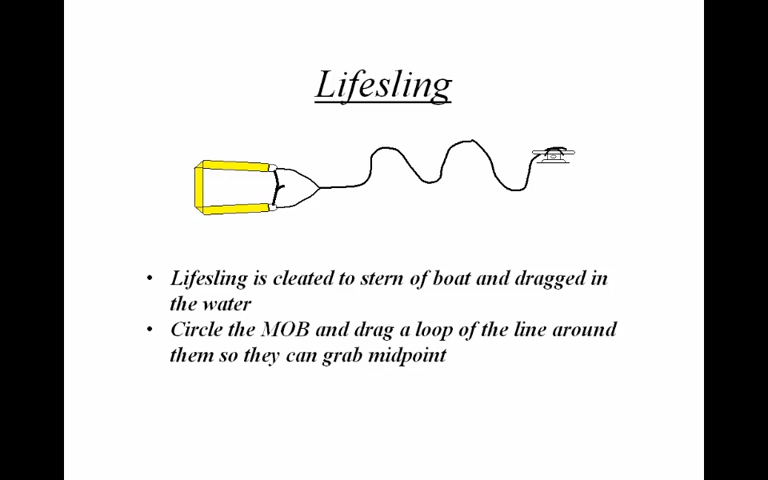 Lifesling
• Lifesling is cleated to stern of boat and dragged in
the water
• Circle the MOB and drag a loop of the line around
them so they can grab midpoint